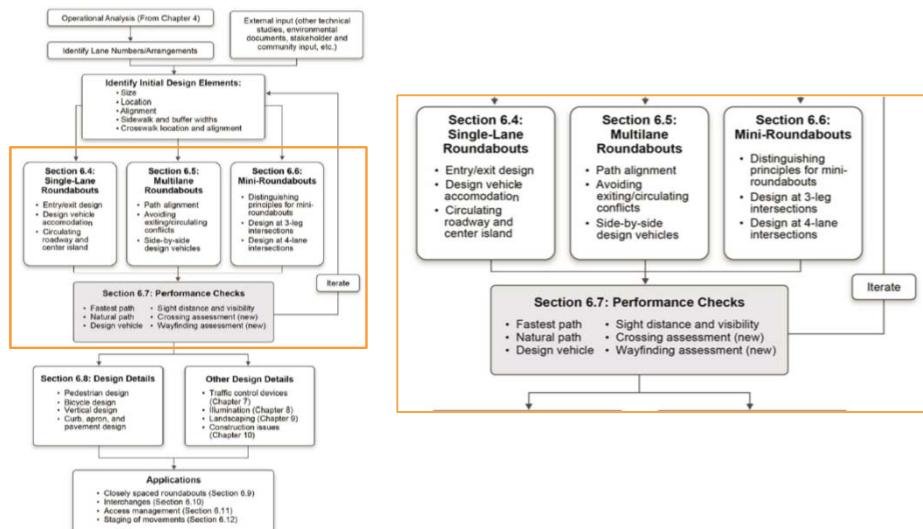 Operational Analysis (From Chapter 4)
Identify Lane Numbers/Arrangements
External input (other technical
studies, environmental
documents, stakeholder and
community input, etc.)
Identify Initial Design Elements:
• Size
• Location
• Alignment
• Sidewalk and buffer widths
• Crosswalk location and alignment
Section 6.4:
Single-Lane
Roundabouts
• Entry/exit design
• Design vehicle
accomodation
• Circulating
roadway and
center island
Section 6.5:
Multilane
Roundabouts
• Path alignment
• Avoiding
exiting/circulating
conflicts
• Side-by-side
design vehicles
Section 6.6:
Mini-Roundabouts
• Distinguishing
principles for mini-
roundabouts
• Design at 3-leg
intersections
• Design at 4-lane
intersections
Iterate
Section 6.7: Performance Checks
• Fastest path
• Natural path
• Design vehicle
• Sight distance and visibility
• Crossing assessment (new)
• Wayfinding assessment (new)
Section 6.8: Design Details
• Pedestrian design
• Bicycle design
• Vertical design
• Curb, apron, and
pavement design
Other Design Details
• Traffic control devices
(Chapter 7)
• Illumination (Chapter 8)
• Landscaping (Chapter 9)
• Construction issues
(Chapter 10)
Applications
• Closely spaced roundabouts (Section 6.9)
• Interchanges (Section 6.10)
• Access management (Section 6.11)
• Staging of movements (Section 6.12)
Section 6.4:
Single-Lane
Roundabouts
• Entry/exit design
• Design vehicle
accomodation
• Circulating
roadway and
center island
Section 6.5:
Multilane
Roundabouts
• Path alignment
• Avoiding
exiting/circulating
conflicts
• Side-by-side
design vehicles
Section 6.6:
Mini-Roundabouts
• Distinguishing
principles for mini-
roundabouts
• Design at 3-leg
intersections
• Design at 4-lane
intersections
Iterate
Section 6.7: Performance Checks
• Fastest path
• Natural path
• Design vehicle
• Sight distance and visibility
• Crossing assessment (new)
• Wayfinding assessment (new)